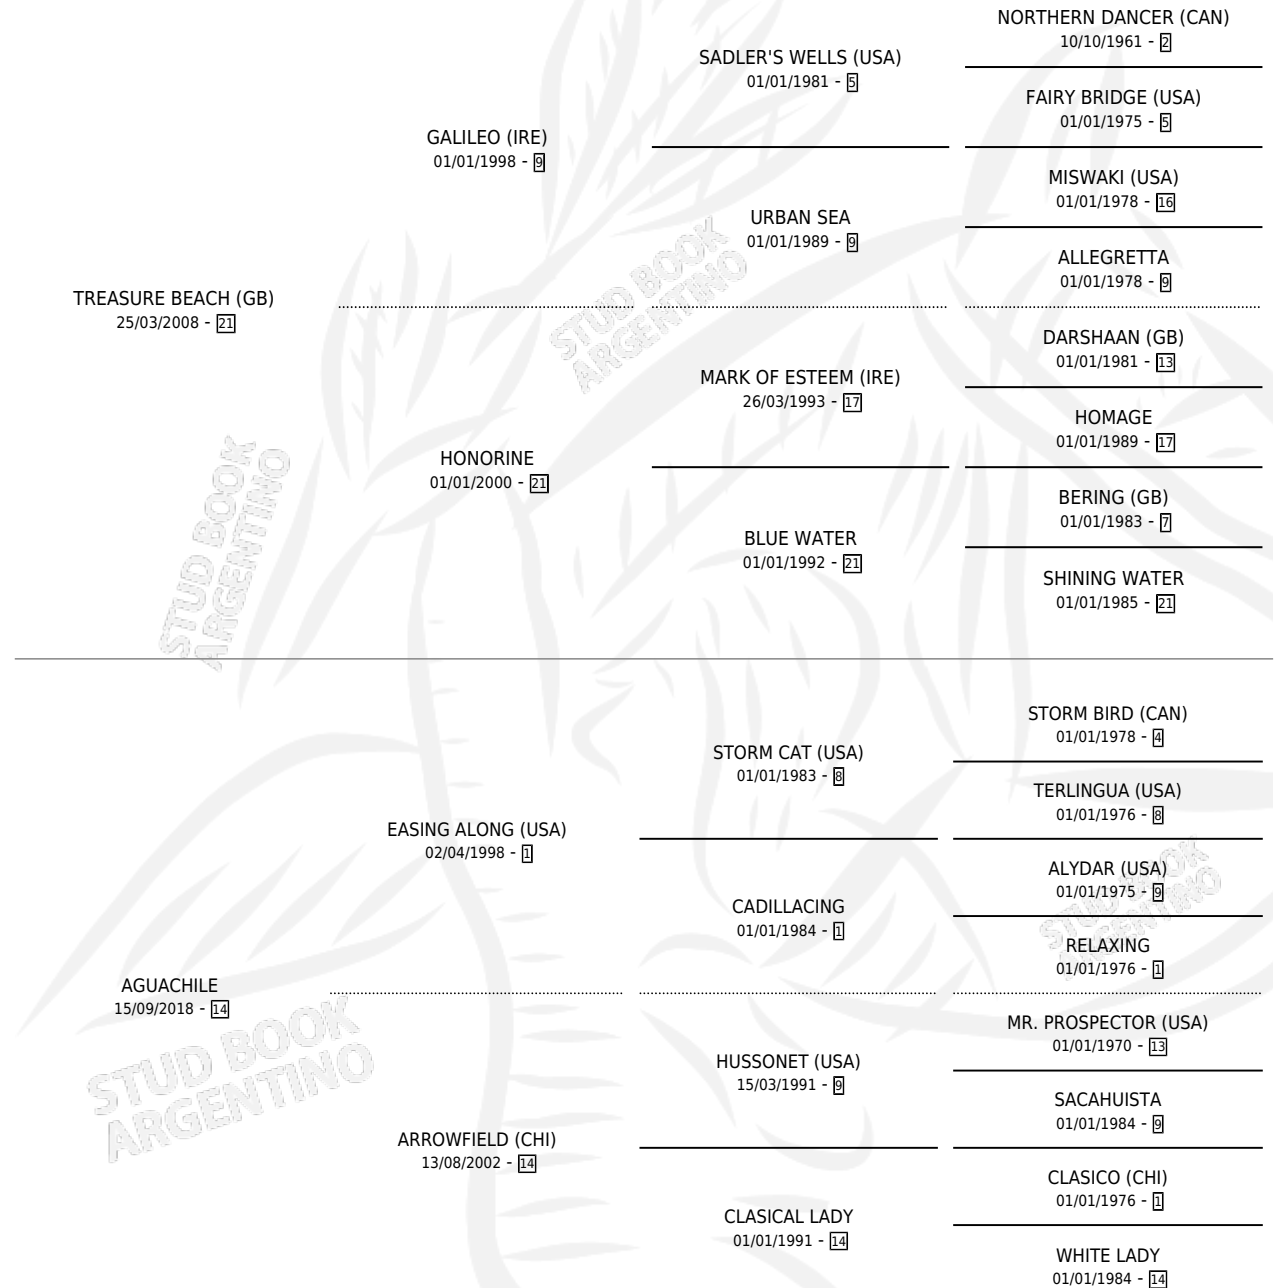 NORTHERN DANCER (CAN)
10/10/1961 - 2
SADLER'S WELLS (USA)
01/01/1981 - 5
FAIRY BRIDGE (USA)
01/01/1975 - 5
GALILEO (IRE)
01/01/1998 - 9
MISWAKI (USA)
01/01/1978 - 16
URBAN SEA
01/01/1989 - 9
ALLEGRETTA
01/01/1978 - 9
TREASURE BEACH (GB)
25/03/2008 - 21
DARSHAAN (GB)
01/01/1981 - 13
MARK OF ESTEEM (IRE)
26/03/1993 - 17
HOMAGE
01/01/1989 - 17
HONORINE
01/01/2000 - 21
BERING (GB)
01/01/1983 - 7
BLUE WATER
01/01/1992 - 21
SHINING WATER
01/01/1985 - 21
STUD BOOK
ARGENTINO
STUD BOOK
ARGENTINO
STORM BIRD (CAN)
01/01/1978 - 4
STORM CAT (USA)
01/01/1983 - 8
TERLINGUA (USA)
01/01/1976 - 8
EASING ALONG (USA)
02/04/1998 - 1
ALYDAR (USA)
01/01/1975 - 9
CADILLACING
01/01/1984 - 1
RELAXING
01/01/1976 - 1
AGUACHILE
15/09/2018 - 14
MR. PROSPECTOR (USA)
01/01/1970 - 13
HUSSONET (USA)
15/03/1991 - 9
SACAHUISTA
01/01/1984 - 9
ARROWFIELD (CHI)
13/08/2002 - 14
CLASICO (CHI)
01/01/1976 - 1
CLASICAL LADY
01/01/1991 - 14
WHITE LADY
01/01/1984 - 14
STUD BOOK
ARGENTINO
STUD BOOK
ARGENTINO